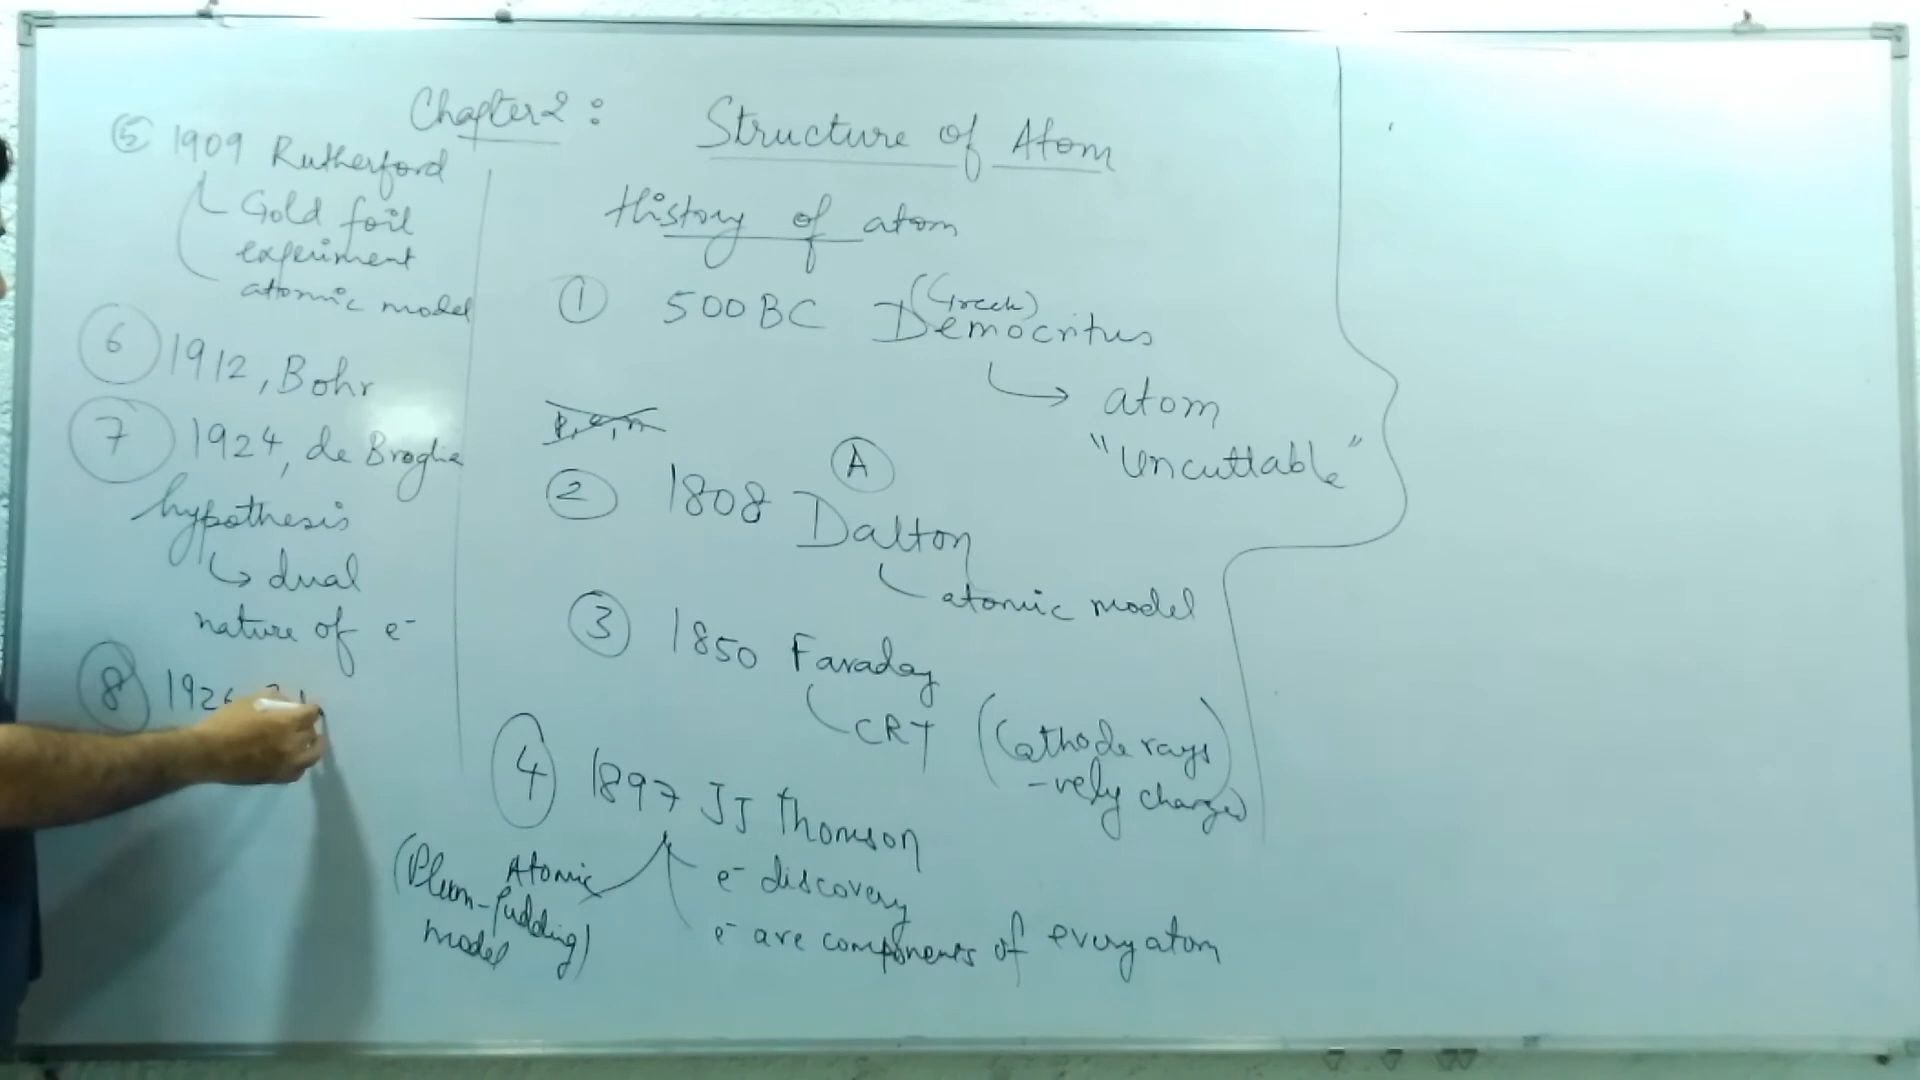 Chapter 2: Structure of Atom
History of atom
① 500 BC Democritus
(Greek)
↳ atom
"Uncuttable"
p, e, n
② 1808 Dalton
Ⓐ
atomic model
③ 1850 Faraday
CRT (Cathode rays
-vely charged)
④ 1897 JJ Thomson
e⁻ discovery
e⁻ are components of every atom
Atomic
(Plum-pudding)
model
⑤ 1909 Rutherford
Gold foil
experiment
atomic model
⑥ 1912, Bohr
⑦ 1924, de Broglie
hypothesis
↳ dual
nature of e⁻
⑧ 1926